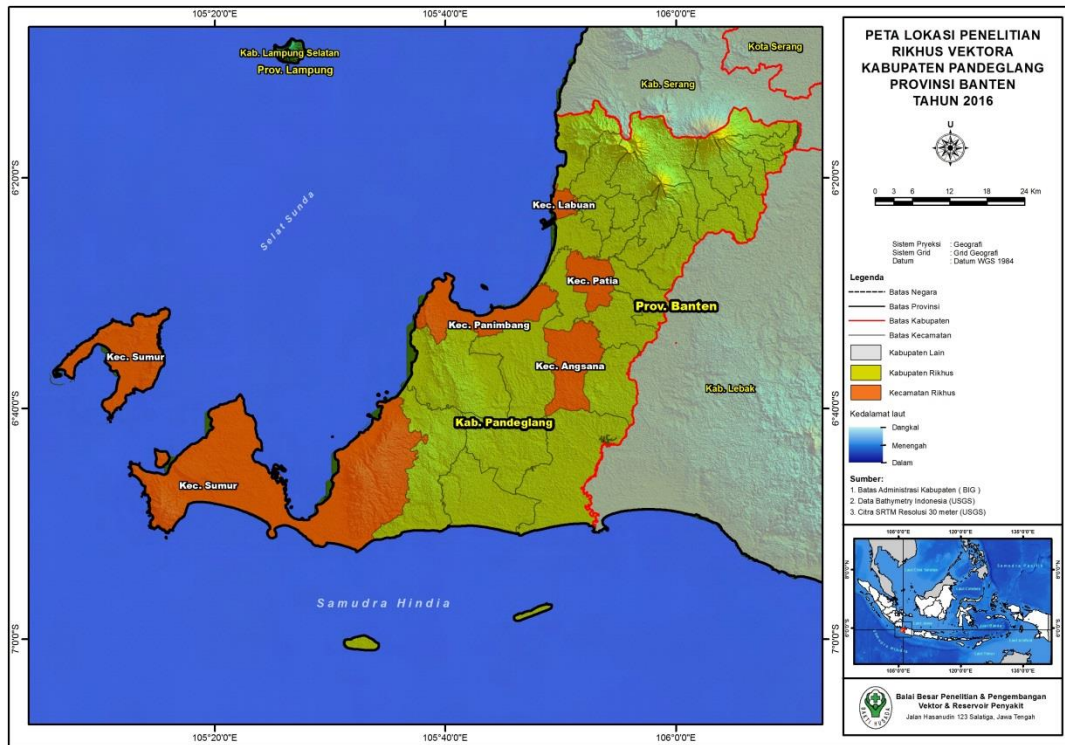 105°20'0"E
105°40'0"E
106°0'0"E
Kab. Lampung Selatan
Prov. Lampung
Kota Serang
Kab. Serang
6°20'0"S
6°20'0"S
Selat Sunda
Kec. Labuan
Kec. Patia
Prov. Banten
Kec. Panimbang
Kec. Sumur
Kec. Angsana
Kab. Lebak
6°40'0"S
6°40'0"S
Kab. Pandeglang
Kec. Sumur
Samudra Hindia
7°0'0"S
7°0'0"S
105°20'0"E
105°40'0"E
106°0'0"E
PETA LOKASI PENELITIAN
RIKHUS VEKTORA
KABUPATEN PANDEGLANG
PROVINSI BANTEN
TAHUN 2016
U
0 3 6 12 18 24 Km
Sistem Pryeksi : Geografi
Sistem Grid : Grid Geografi
Datum : Datum WGS 1984
Legenda
Batas Negara
Batas Provinsi
Batas Kabupaten
Batas Kecamatan
Kabupaten Lain
Kabupaten Rikhus
Kecamatan Rikhus
Kedalamat laut
Dangkal
Menengah
Dalam
Sumber:
1. Batas Administrasi Kabupaten ( BIG )
2. Data Bathymetry Indonesia (USGS)
3. Citra SRTM Resolusi 30 meter (USGS)
Samudra Pasifik
Samudra Hindia
BAKTI HUSADA
Balai Besar Penelitian & Pengembangan
Vektor & Reservoir Penyakit
Jalan Hasanudin 123 Salatiga, Jawa Tengah